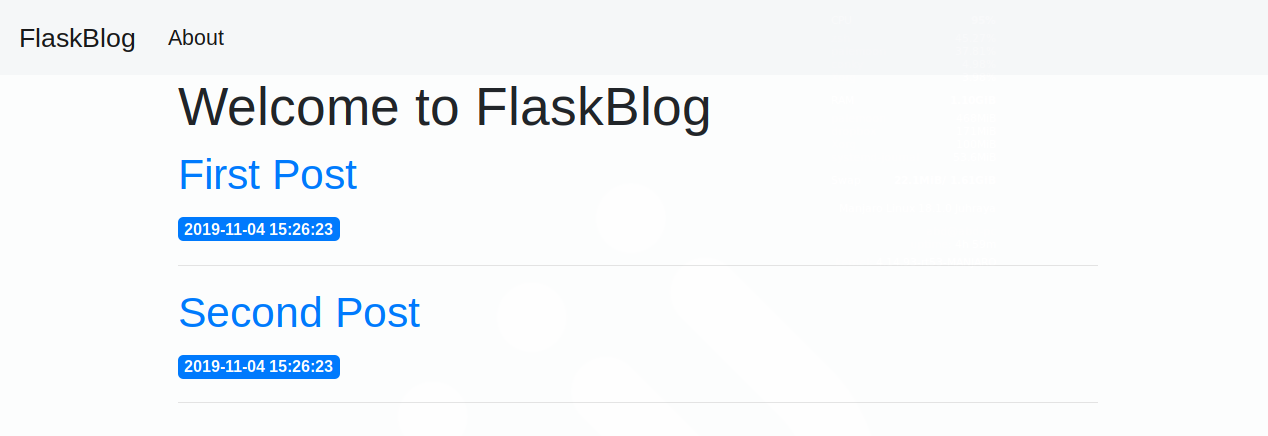 FlaskBlog About
Welcome to FlaskBlog
First Post
2019-11-04 15:26:23
Second Post
2019-11-04 15:26:23